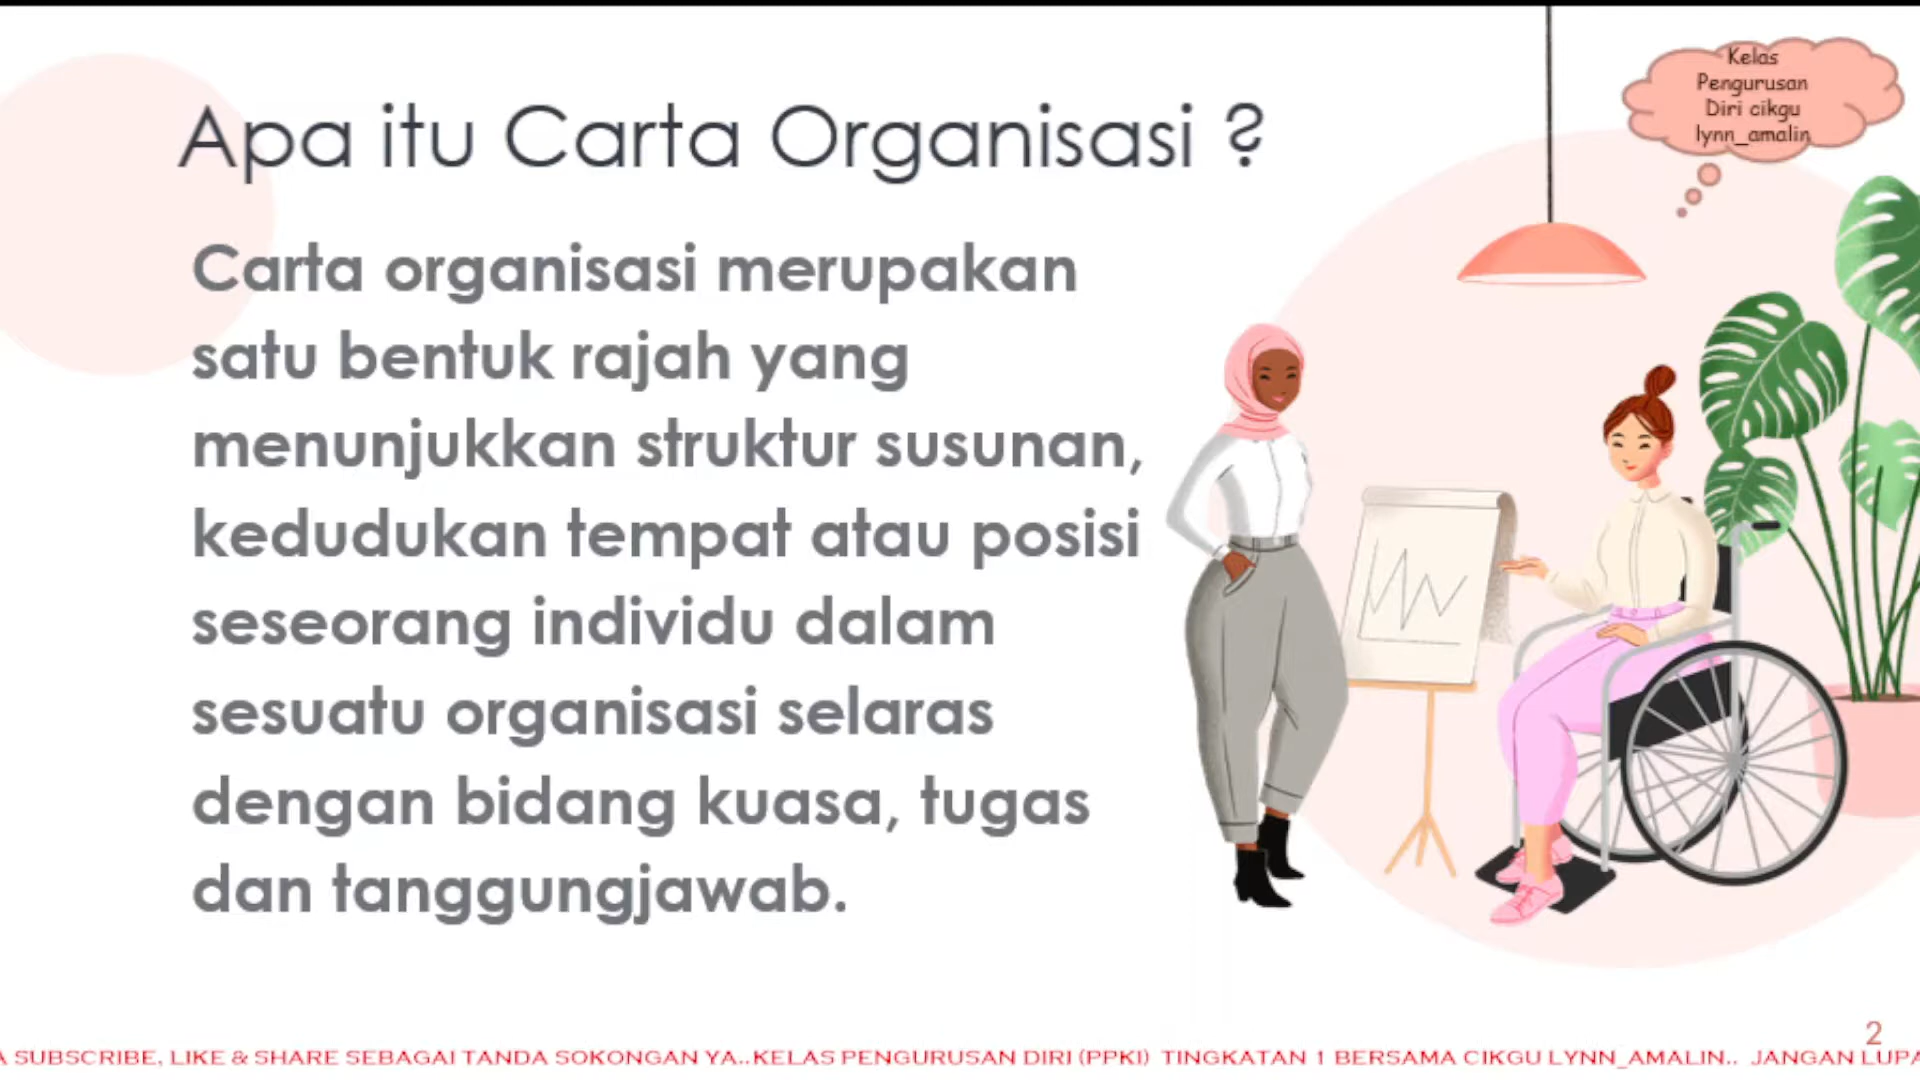 Kelas
Pengurusan
Diri cikgu
lynn_amalin
Apa itu Carta Organisasi ?
Carta organisasi merupakan
satu bentuk rajah yang
menunjukkan struktur susunan,
kedudukan tempat atau posisi
seseorang individu dalam
sesuatu organisasi selaras
dengan bidang kuasa, tugas
dan tanggungjawab.
2
A SUBSCRIBE, LIKE & SHARE SEBAGAI TANDA SOKONGAN YA..KELAS PENGURUSAN DIRI (PPKI) TINGKATAN 1 BERSAMA CIKGU LYNN_AMALIN.. JANGAN LUPA